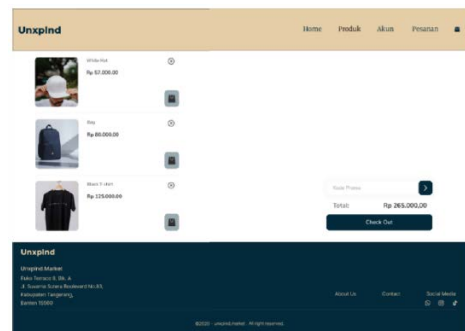 Unxpind
Home Produk Akun Pesanan
White Hat
Rp 57.000.00
Bag
Rp 80.000.00
Black T-shirt
Rp 125.000.00
Kode Promo
Total: Rp 265.000,00
Check Out
Unxpind
Unxpind Market
Kabupaten Tangerang,
Banten 15560
About Us
Contact
Social Media